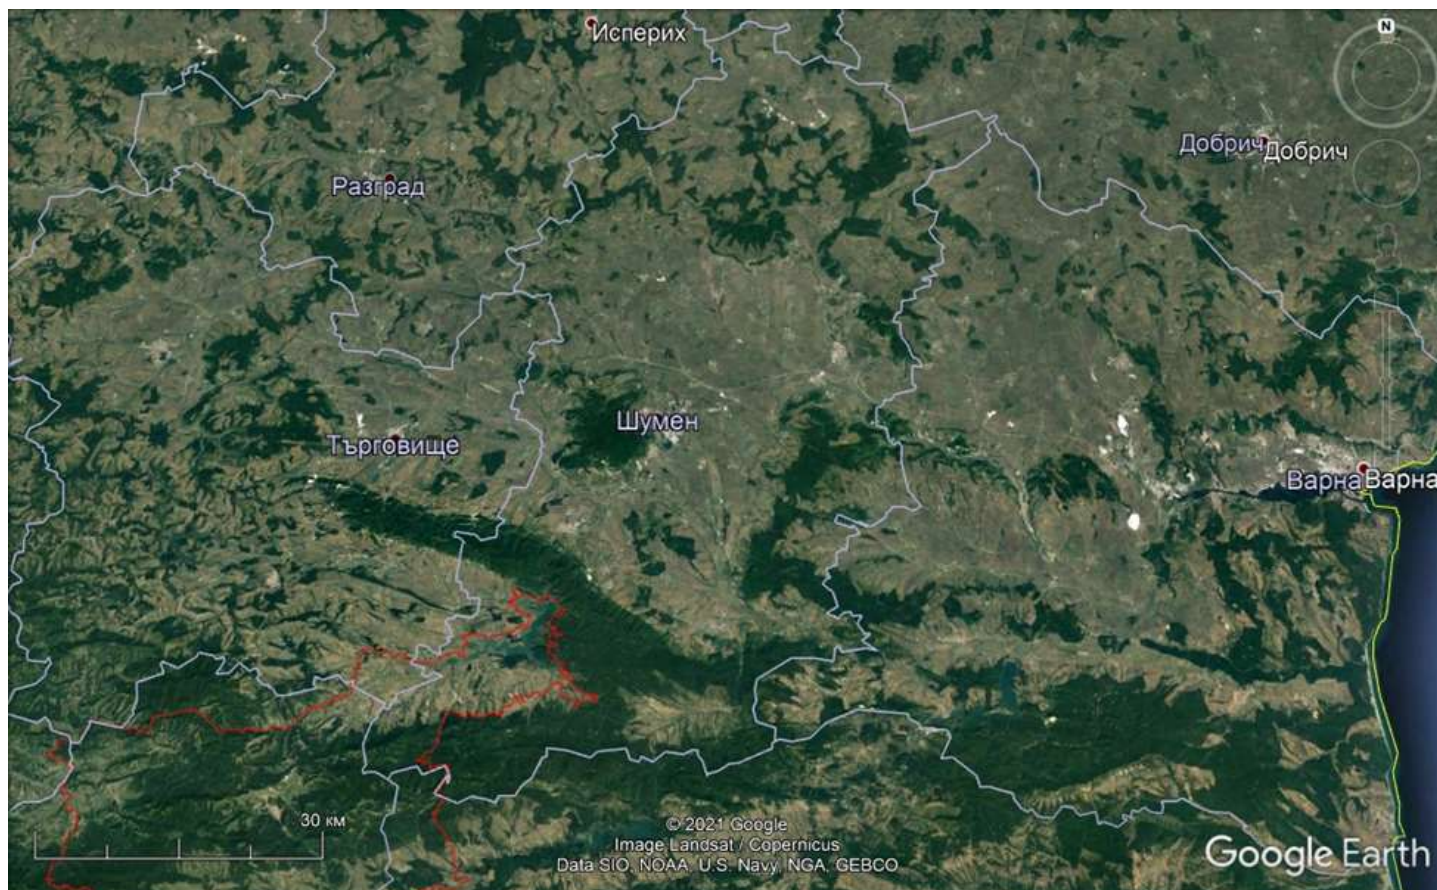 N
Исперих
Добрич
Добрич
Разград
Шумен
Търговище
Варна
Варна
30 км
© 2021 Google
Image Landsat / Copernicus
Data SIO, NOAA, U.S. Navy, NGA, GEBCO
Google Earth